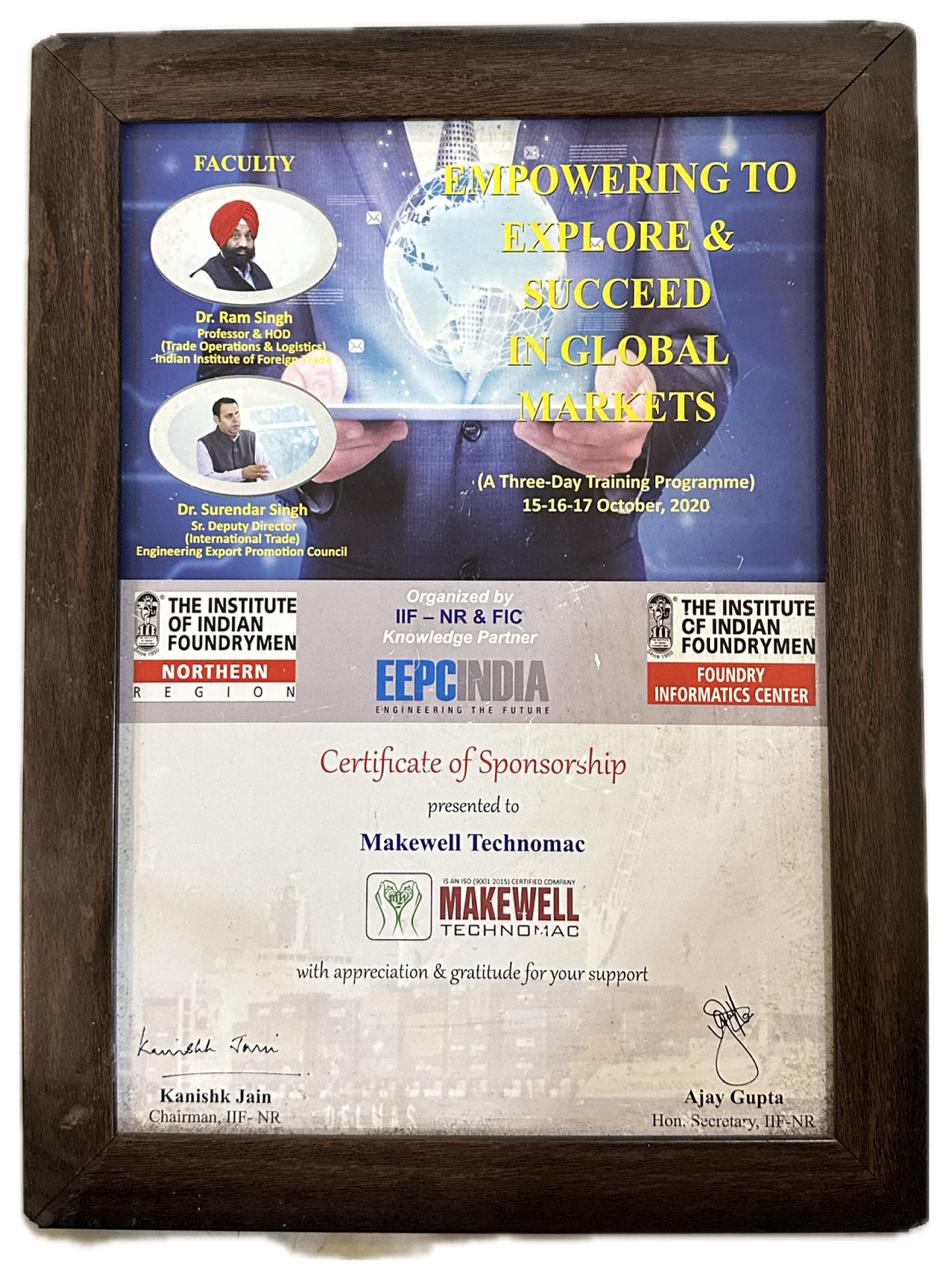 FACULTY
Dr. Ram Singh
Professor & HOD
(Trade Operations & Logistics)
Indian Institute of Foreign Trade
Dr. Surendar Singh
Sr. Deputy Director
(International Trade)
Engineering Export Promotion Council
EMPOWERING TO
EXPLORE &
SUCCEED
IN GLOBAL
MARKETS
(A Three-Day Training Programme)
15-16-17 October, 2020
THE INSTITUTE
OF INDIAN
FOUNDRYMEN
NORTHERN
REGION
Organized by
IIF – NR & FIC
Knowledge Partner
EEPCINDIA
ENGINEERING THE FUTURE
THE INSTITUTE
OF INDIAN
FOUNDRYMEN
FOUNDRY
INFORMATICS CENTER
Certificate of Sponsorship
presented to
Makewell Technomac
IS AN ISO (9001:2015) CERTIFIED COMPANY
MAKEWELL
TECHNOMAC
with appreciation & gratitude for your support
Kanishk Jain
Kanishk Jain
Chairman, IIF- NR
Ajay Gupta
Hon. Secretary, IIF-NR